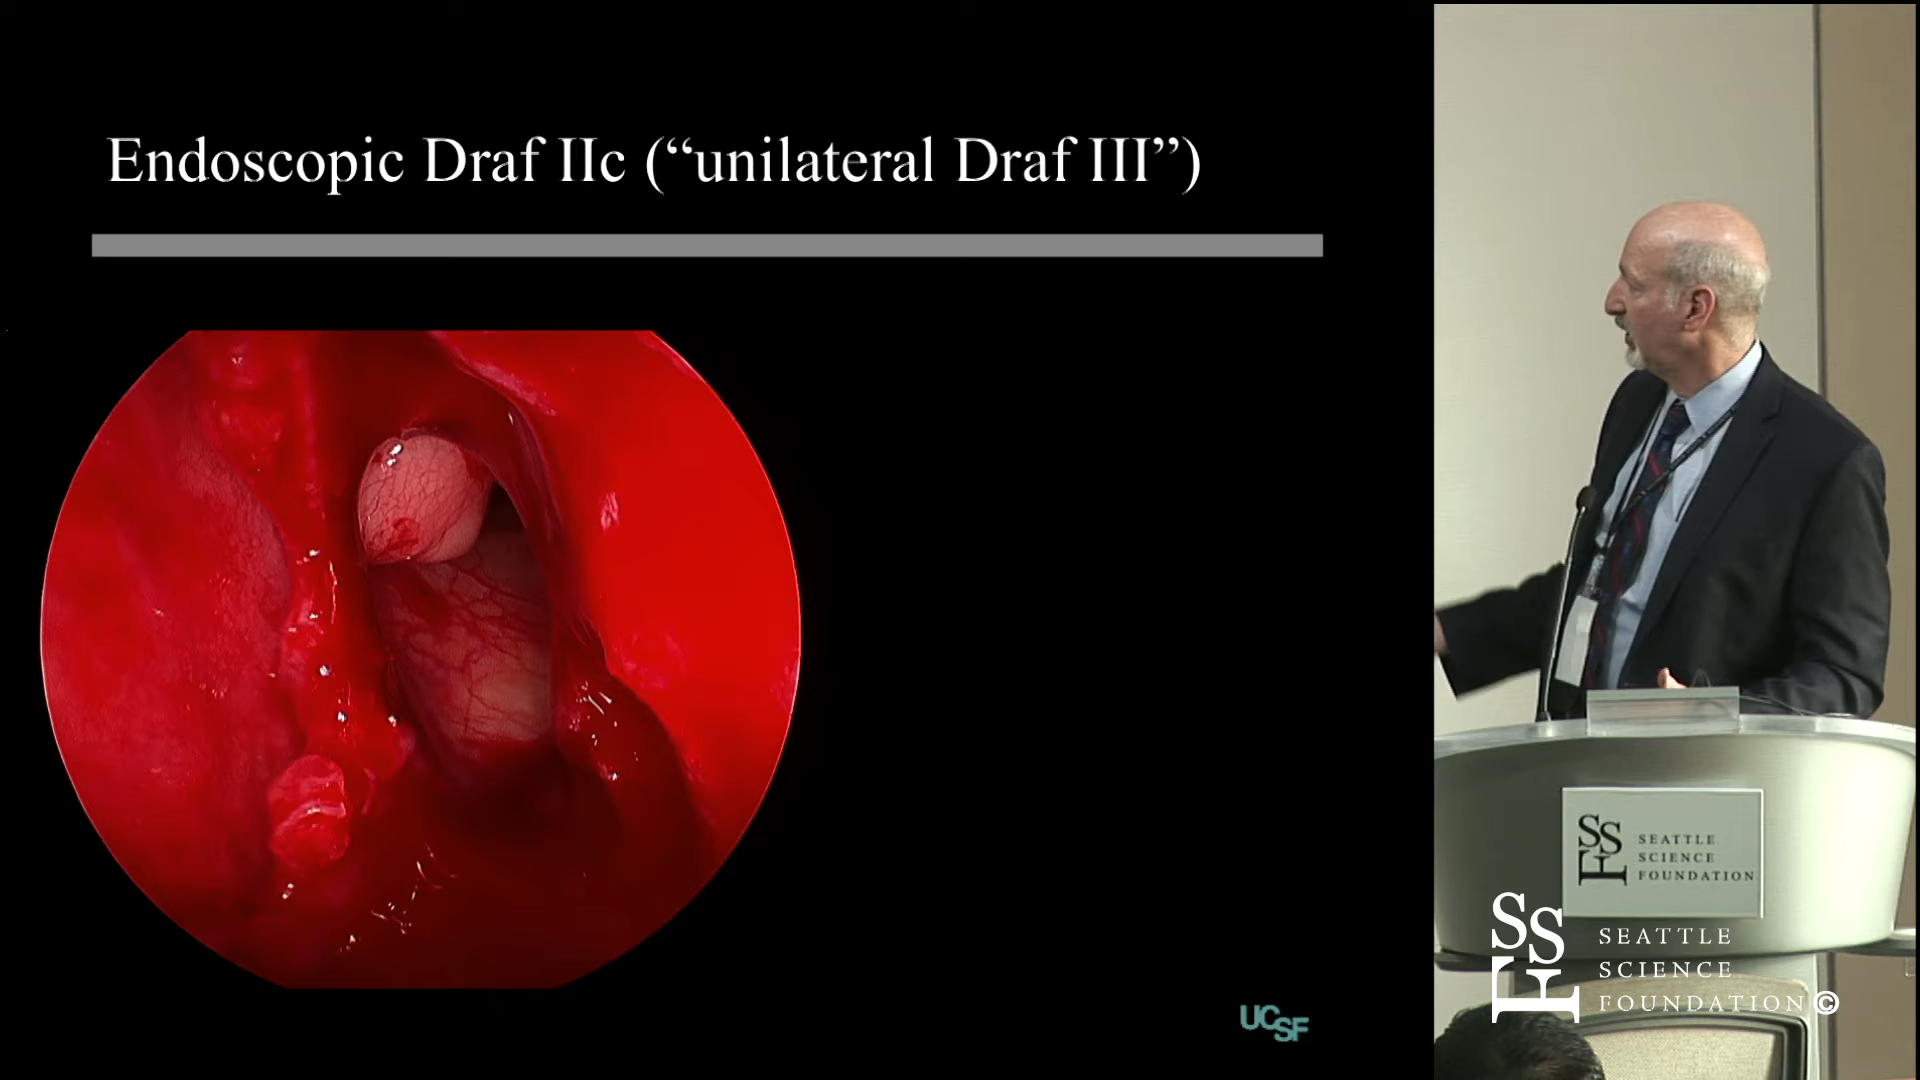 Endoscopic Draf IIc (“unilateral Draf III”)
UCSF
SSF
SEATTLE
SCIENCE
FOUNDATION
SSF
SEATTLE
SCIENCE
FOUNDATION©